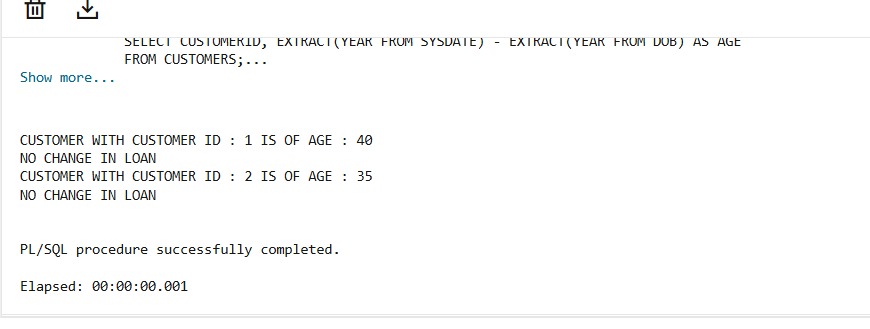 SELECT CUSTOMERID, EXTRACT(YEAR FROM SYSDATE) - EXTRACT(YEAR FROM DOB) AS AGE
FROM CUSTOMERS;...
Show more...
CUSTOMER WITH CUSTOMER ID : 1 IS OF AGE : 40
NO CHANGE IN LOAN
CUSTOMER WITH CUSTOMER ID : 2 IS OF AGE : 35
NO CHANGE IN LOAN
PL/SQL procedure successfully completed.
Elapsed: 00:00:00.001